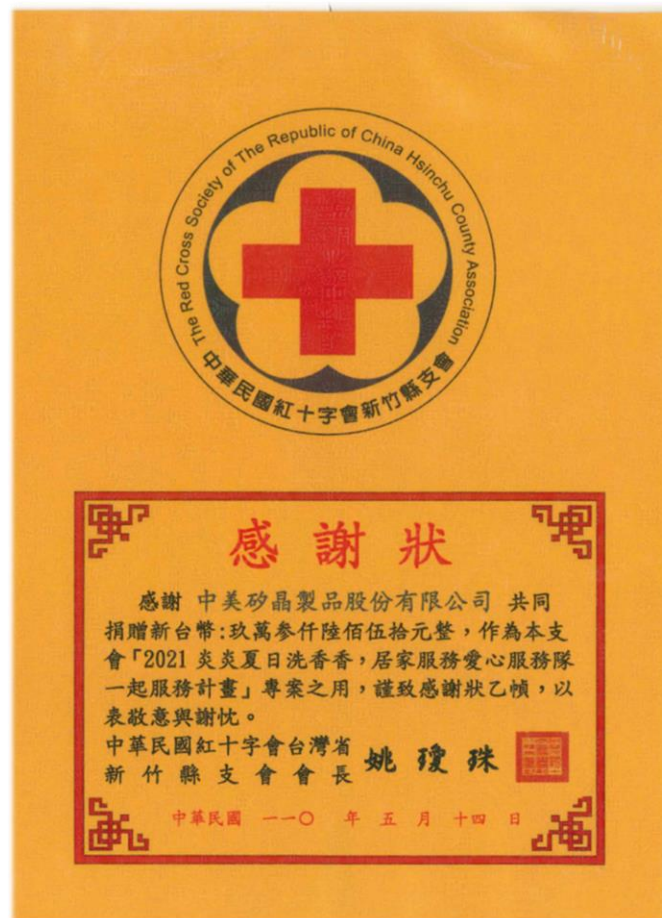 The Red Cross Society of The Republic of China Hsinchu County Association
中華民國紅十字會新竹縣支會
感謝狀
感謝 中美矽晶製品股份有限公司 共同
捐贈新台幣:玖萬參仟陸佰伍拾元整，作為本支
會「2021 炎炎夏日洗香香，居家服務愛心服務隊
一起服務計畫」專案之用，謹致感謝狀乙幀，以
表敬意與謝忱。
中華民國紅十字會台灣省
新竹縣支會會長 姚瓊珠
中華民國 一一○ 年 五 月 十四 日